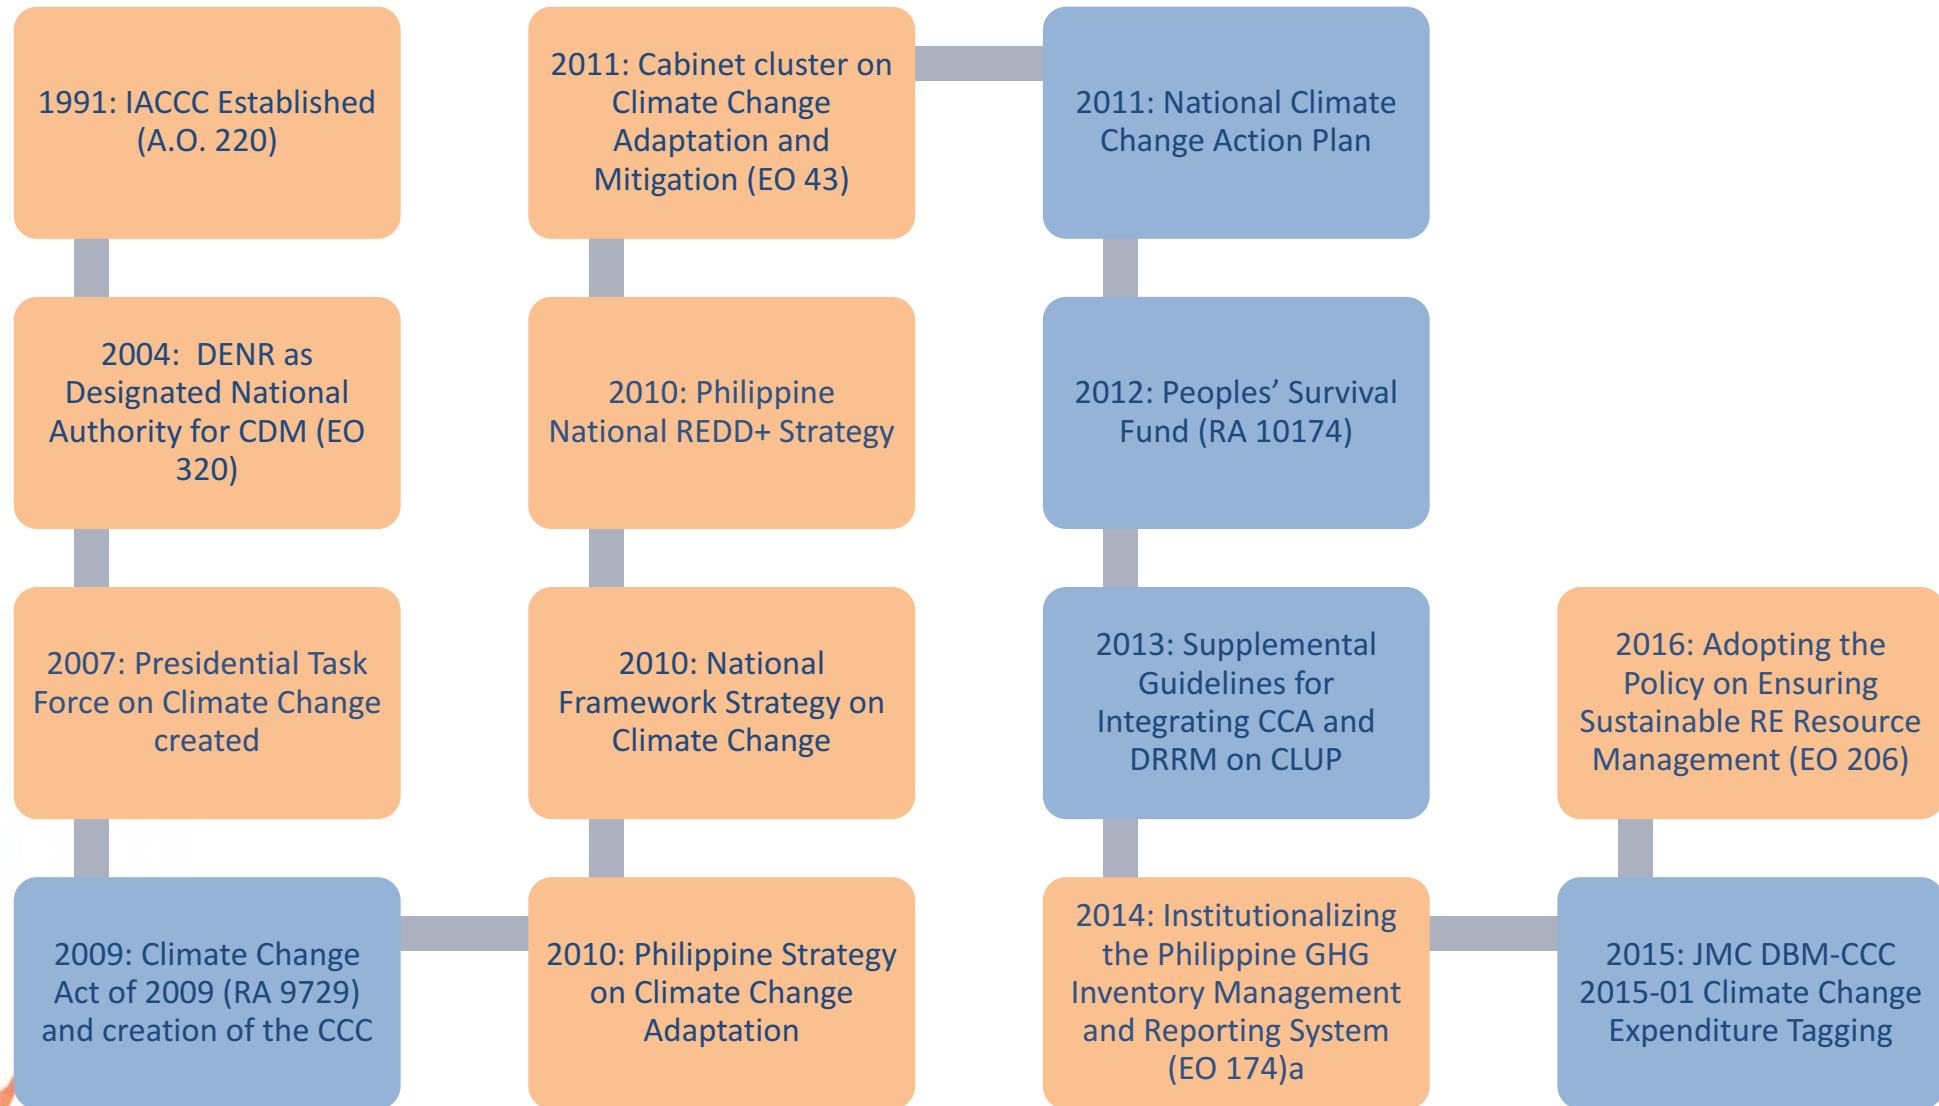 1991: IACCC Established
(A.O. 220)
2004:  DENR as
Designated National
Authority for CDM (EO
320)
2007: Presidential Task
Force on Climate Change
created
2009: Climate Change
Act of 2009 (RA 9729)
and creation of the CCC
2010: Philippine Strategy
on Climate Change
Adaptation
2010: National
Framework Strategy on
Climate Change
2010: Philippine
National REDD+ Strategy
2011: Cabinet cluster on
Climate Change
Adaptation and
Mitigation (EO 43)
2011: National Climate
Change Action Plan
2012: Peoples’ Survival
Fund (RA 10174)
2013: Supplemental
Guidelines for
Integrating CCA and
DRRM on CLUP
2014: Institutionalizing
the Philippine GHG
Inventory Management
and Reporting System
(EO 174)a
2015: JMC DBM-CCC
2015-01 Climate Change
Expenditure Tagging
2016: Adopting the
Policy on Ensuring
Sustainable RE Resource
Management (EO 206)